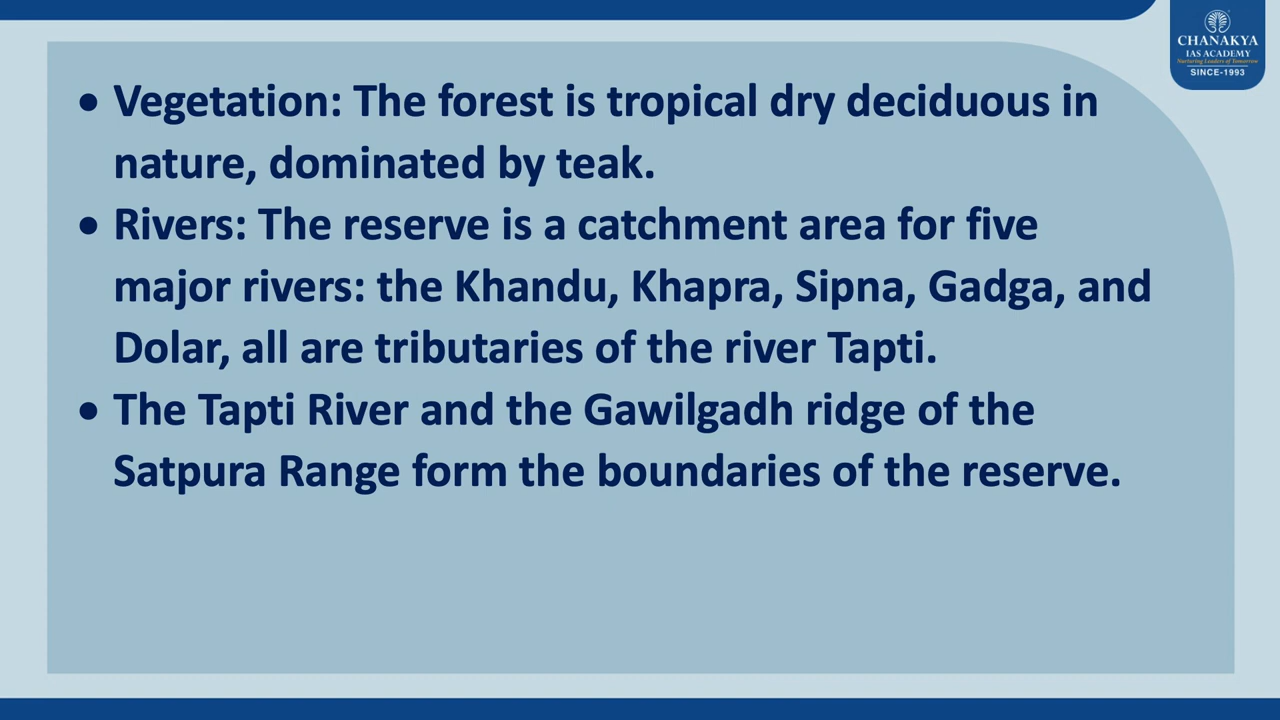 CHANAKYA
IAS ACADEMY
Nurturing Leaders of Tomorrow
SINCE-1993
• Vegetation: The forest is tropical dry deciduous in
nature, dominated by teak.
• Rivers: The reserve is a catchment area for five
major rivers: the Khandu, Khapra, Sipna, Gadga, and
Dolar, all are tributaries of the river Tapti.
• The Tapti River and the Gawilgadh ridge of the
Satpura Range form the boundaries of the reserve.